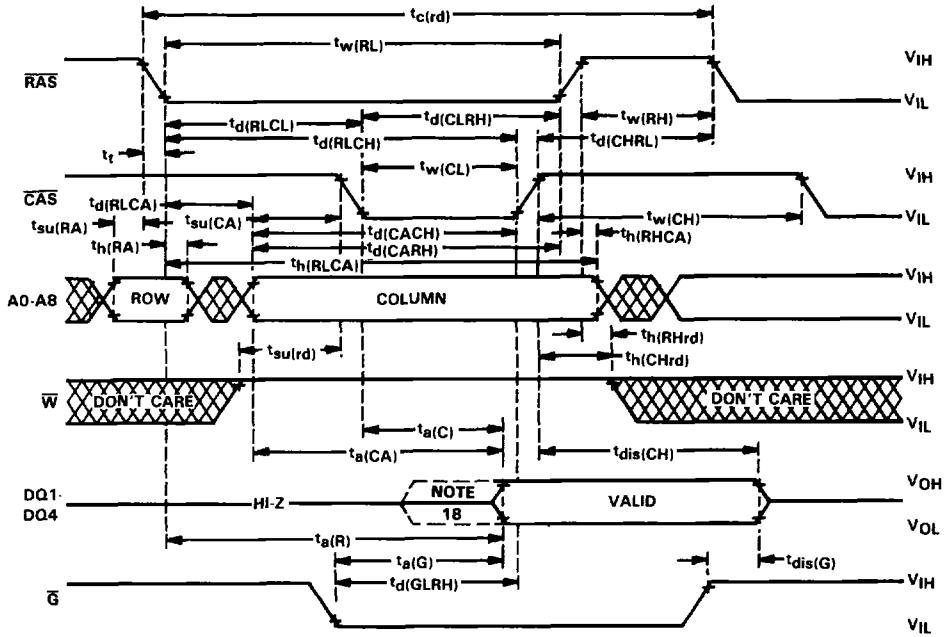 tc(rd)
tw(RL)
RAS
VIH
VIL
td(RLCL)
td(CLRH)
tw(RH)
td(RLCH)
td(CHRL)
tt
tw(CL)
CAS
VIH
VIL
td(RLCA)
tsu(RA)
tsu(CA)
tw(CH)
th(RA)
td(CACH)
th(RHCA)
td(CARH)
th(RLCA)
A0-A8
ROW
COLUMN
VIH
VIL
tsu(rd)
th(RHrd)
th(CHrd)
W
DON'T CARE
DON'T CARE
VIH
VIL
ta(C)
ta(CA)
tdis(CH)
DQ1-
DQ4
HI-Z
NOTE
18
VALID
VOH
VOL
ta(R)
ta(G)
tdis(G)
td(GLRH)
G
VIH
VIL